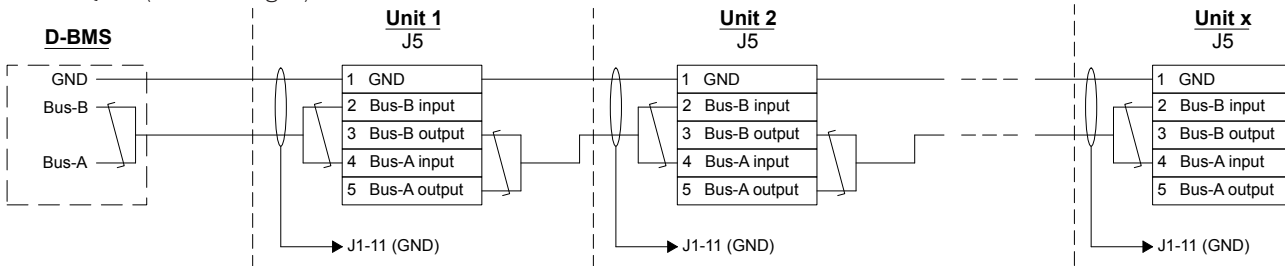 D-BMS
GND
Bus-B
Bus-A
Unit 1
J5
1 GND
2 Bus-B input
3 Bus-B output
4 Bus-A input
5 Bus-A output
J1-11 (GND)
Unit 2
J5
1 GND
2 Bus-B input
3 Bus-B output
4 Bus-A input
5 Bus-A output
J1-11 (GND)
Unit x
J5
1 GND
2 Bus-B input
3 Bus-B output
4 Bus-A input
5 Bus-A output
J1-11 (GND)